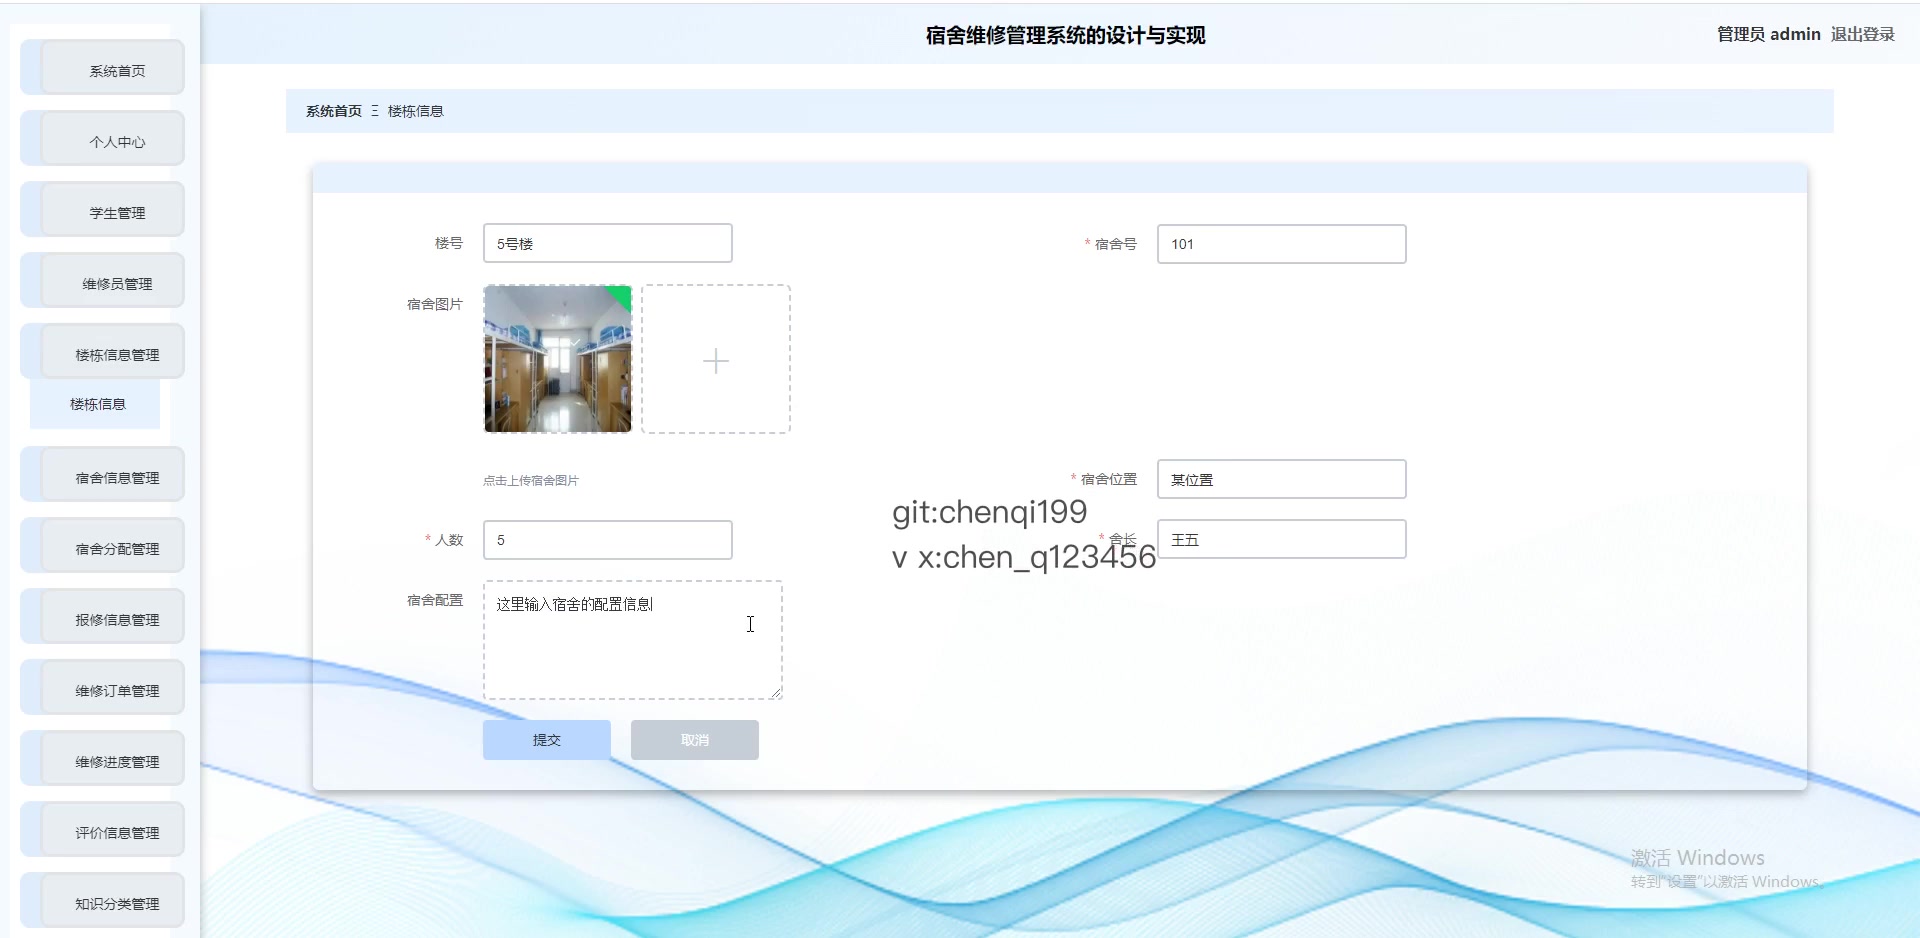 宿舍维修管理系统的设计与实现
管理员 admin 退出登录
系统首页
个人中心
学生管理
维修员管理
楼栋信息管理
楼栋信息
宿舍信息管理
宿舍分配管理
报修信息管理
维修订单管理
维修进度管理
评价信息管理
知识分类管理
系统首页 Ξ 楼栋信息
楼号 5号楼
* 宿舍号 101
宿舍图片
点击上传宿舍图片
* 宿舍位置 某位置
* 人数 5
* 舍长 王五
git:chenqi199
v x:chen_q123456
宿舍配置 这里输入宿舍的配置信息
提交 取消
激活 Windows
转到"设置"以激活 Windows。